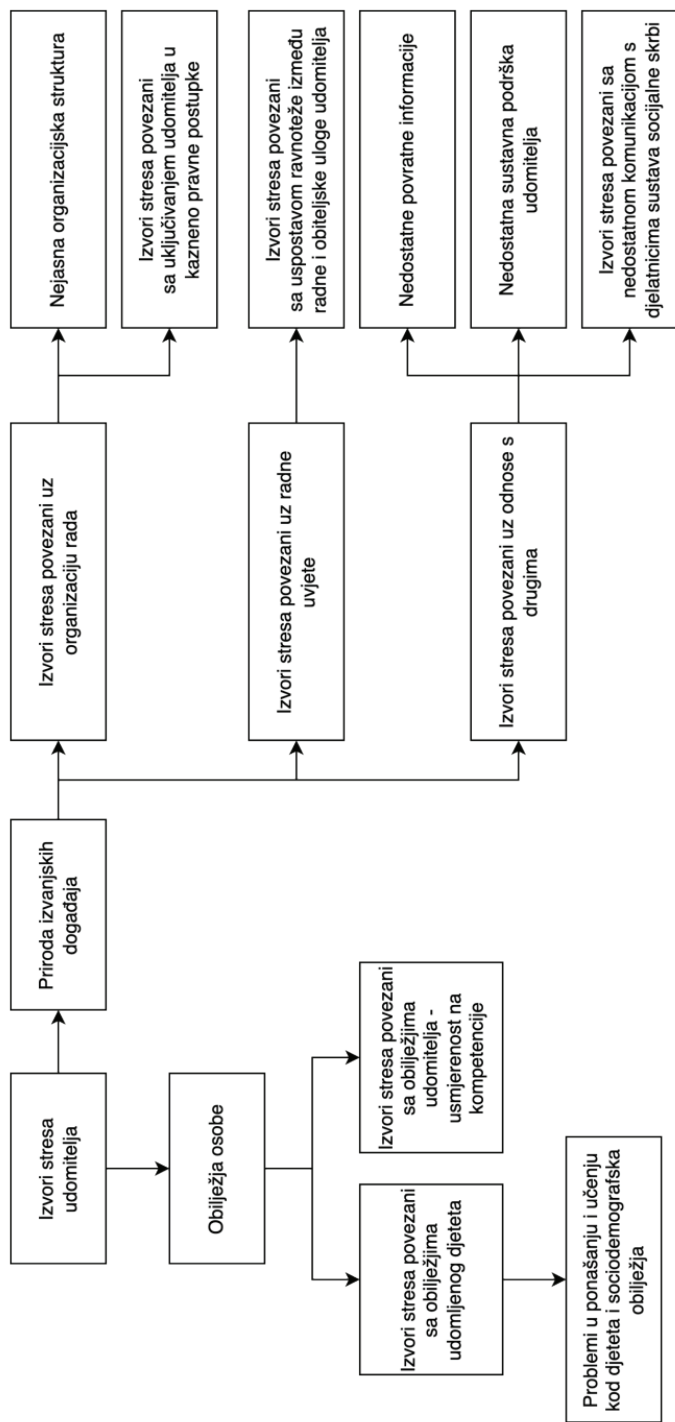 Izvori stresa
udomitelja
Priroda izvanjskih
događaja
Izvori stresa povezani uz
organizaciju rada
Nejasna organizacijska struktura
Izvori stresa povezani
sa uključivanjem udomitelja u
kazneno pravne postupke
Izvori stresa povezani uz radne
uvjete
Izvori stresa povezani
sa uspostavom ravnoteže između
radne i obiteljske uloge udomitelja
Izvori stresa povezani uz odnose s
drugima
Nedostatne povratne informacije
Nedostatna sustavna podrška
udomitelja
Izvori stresa povezani sa
nedostatnom komunikacijom s
djelatnicima sustava socijalne skrbi
Obilježja osobe
Izvori stresa povezani
sa obilježjima
udomljenog djeteta
Izvori stresa povezani
sa obilježjima
udomitelja -
usmjerenost na
kompetencije
Problemi u ponašanju i učenju
kod djeteta i sociodemografska
obilježja